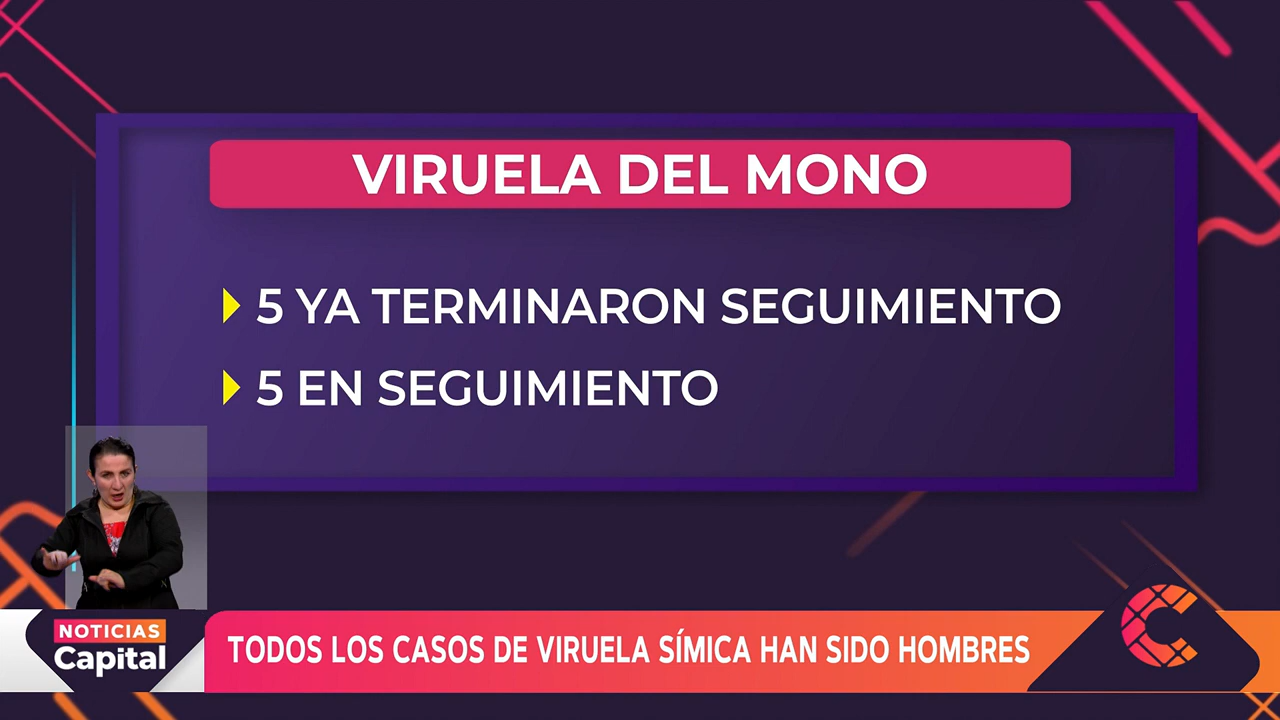 VIRUELA DEL MONO
5 YA TERMINARON SEGUIMIENTO
5 EN SEGUIMIENTO
NOTICIAS
Capital
TODOS LOS CASOS DE VIRUELA SÍMICA HAN SIDO HOMBRES